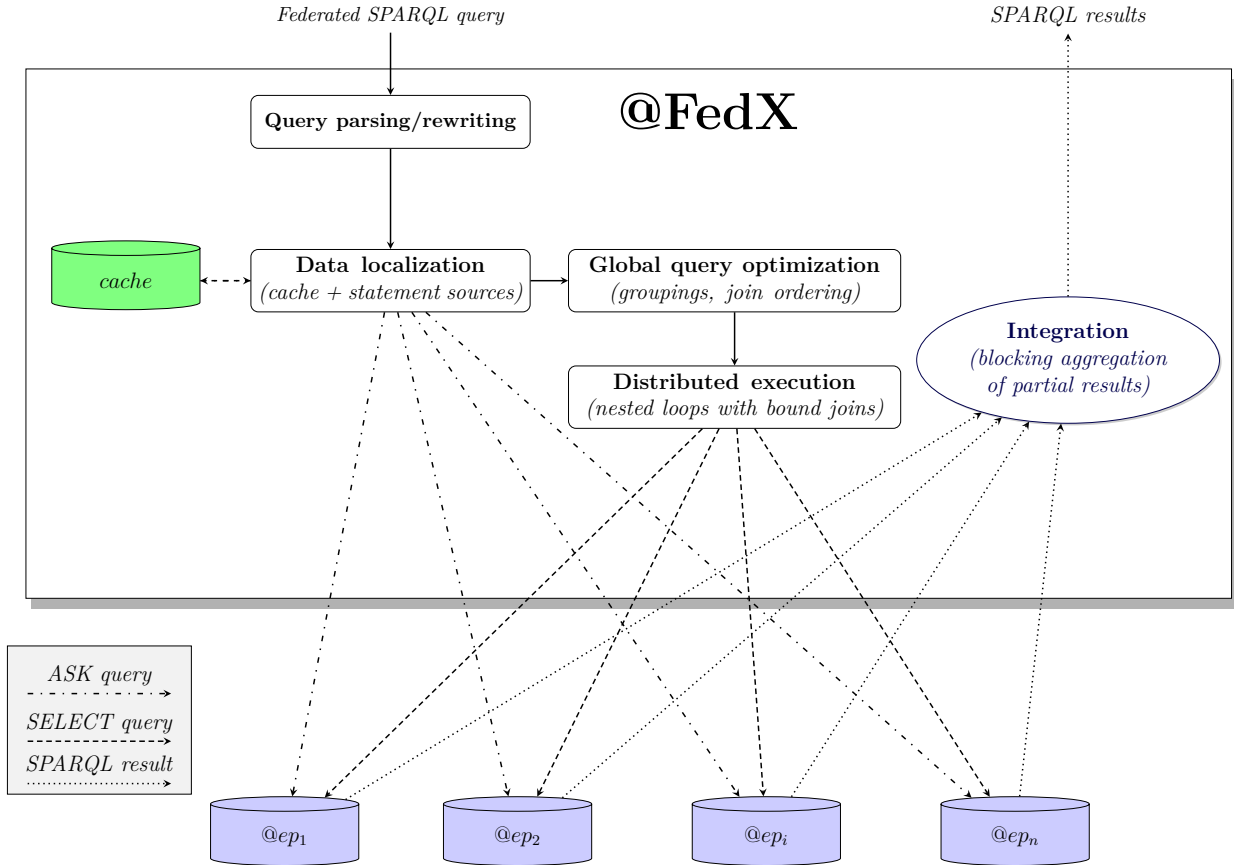 Federated SPARQL query
SPARQL results
@FedX
Query parsing/rewriting
cache
Data localization
(cache + statement sources)
Global query optimization
(groupings, join ordering)
Integration
(blocking aggregation
of partial results)
Distributed execution
(nested loops with bound joins)
ASK query
SELECT query
SPARQL result
@ep₁
@ep₂
@epᵢ
@epₙ